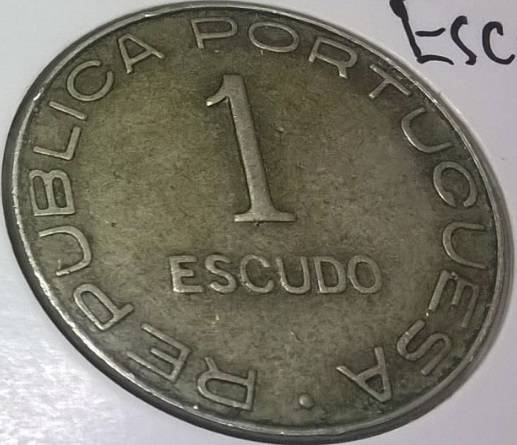 REPUBLICA PORTUGUESA
1
ESCUDO
Esc